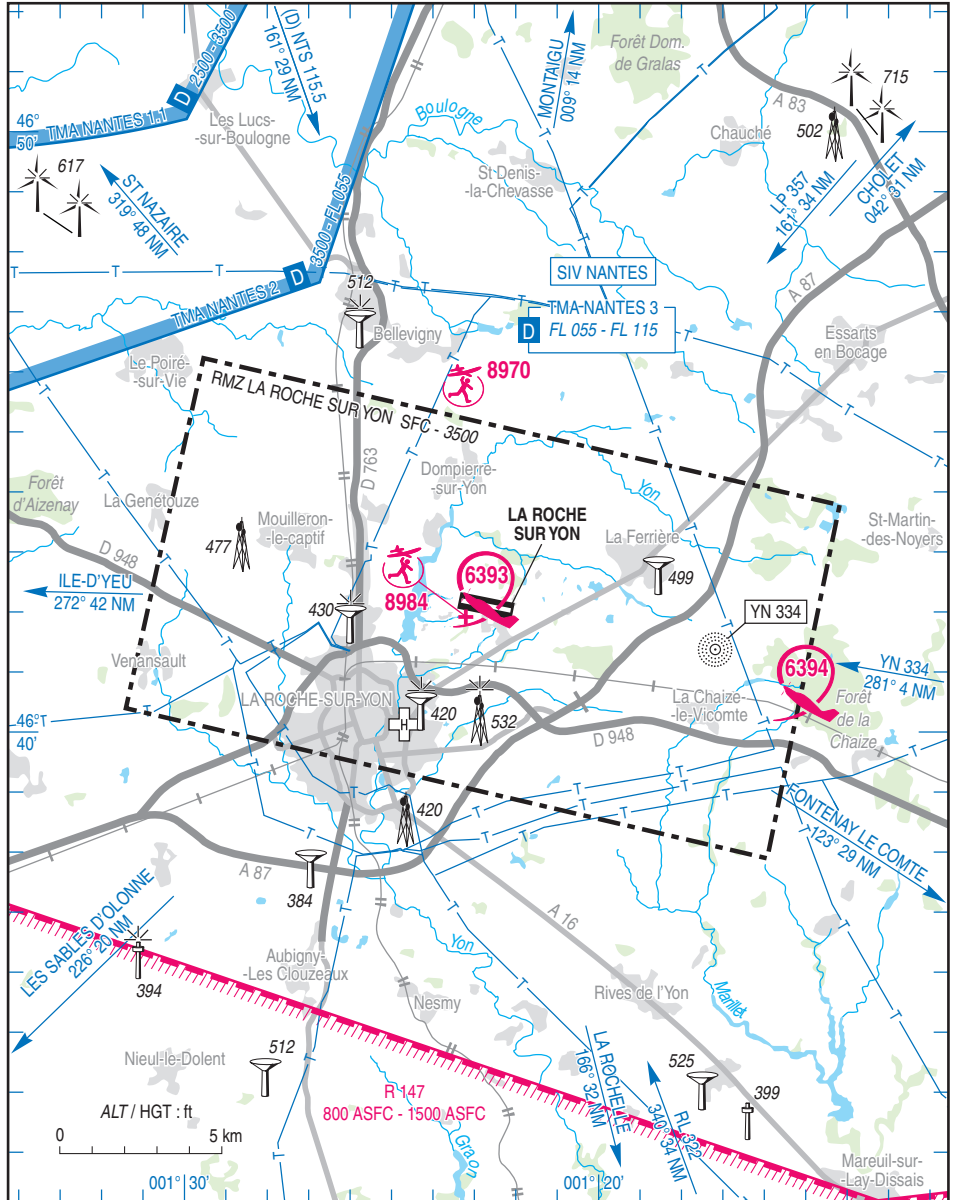 (D) NTS 115.5
161° 29 NM
2500 - 3500
D
TMA NANTES 1.1
46°
50'
Les Lucs-
-sur-Boulogne
MONTAIGU
009° 14 NM
Forêt Dom.
de Gralas
Boulogne
715
A 83
502
Chauché
617
ST NAZAIRE
319° 48 NM
St Denis-
-la-Chevasse
LP 357
161° 34 NM
CHOLET
042° 31 NM
3500 - FL 055
D
TMA NANTES 2
512
SIV NANTES
TMA NANTES 3
D
FL 055 - FL 115
A 87
Bellevigny
Essarts
en Bocage
Le Poiré-
-sur-Vie
8970
RMZ LA ROCHE SUR YON SFC - 3500
D 763
Dompierre-
-sur-Yon
Yon
Forêt
d'Aizenay
La Genétouze
Mouilleron-
-le-captif
LA ROCHE
SUR YON
La Ferrière
St-Martin-
-des-Noyers
477
D 948
6393
499
ILE-D'YEU
272° 42 NM
8984
430
YN 334
Venansault
6394
YN 334
281° 4 NM
LA ROCHE-SUR-YON
H
420
532
La Chaize-
-le-Vicomte
Forêt
de la
Chaize
46°
40'
D 948
420
FONTENAY LE COMTE
123° 29 NM
A 87
384
A 16
LES SABLES D'OLONNE
226° 20 NM
394
Aubigny-
-Les Clouzeaux
Yon
Nesmy
Rives de l'Yon
Marillet
Nieul-le-Dolent
512
LA ROCHELLE
166° 32 NM
525
399
R 147
800 ASFC - 1500 ASFC
RL 322
340° 34 NM
ALT / HGT : ft
0 5 km
Graon
Mareuil-sur-
-Lay-Dissais
001° 30'
001° 20'